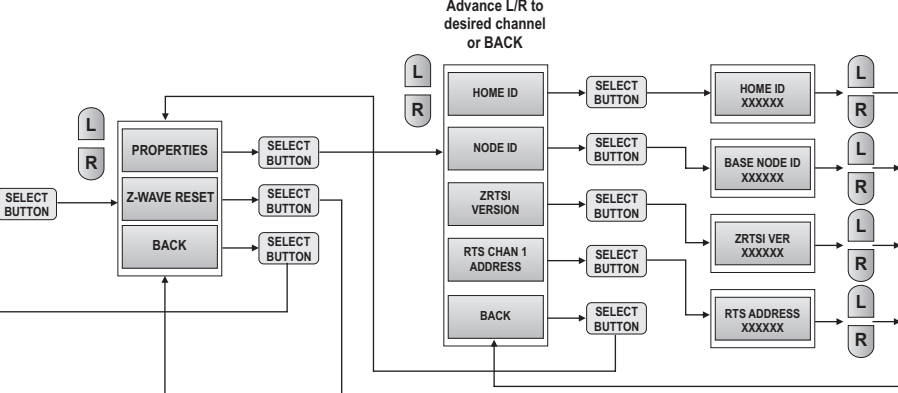 Advance L/R to
desired channel
or BACK
L
R
SELECT
BUTTON
PROPERTIES
Z-WAVE RESET
BACK
SELECT
BUTTON
SELECT
BUTTON
SELECT
BUTTON
L
R
HOME ID
NODE ID
ZRTSI
VERSION
RTS CHAN 1
ADDRESS
BACK
SELECT
BUTTON
SELECT
BUTTON
SELECT
BUTTON
SELECT
BUTTON
SELECT
BUTTON
HOME ID
XXXXXX
BASE NODE ID
XXXXXX
ZRTSI VER
XXXXXX
RTS ADDRESS
XXXXXX
L
R
L
R
L
R
L
R